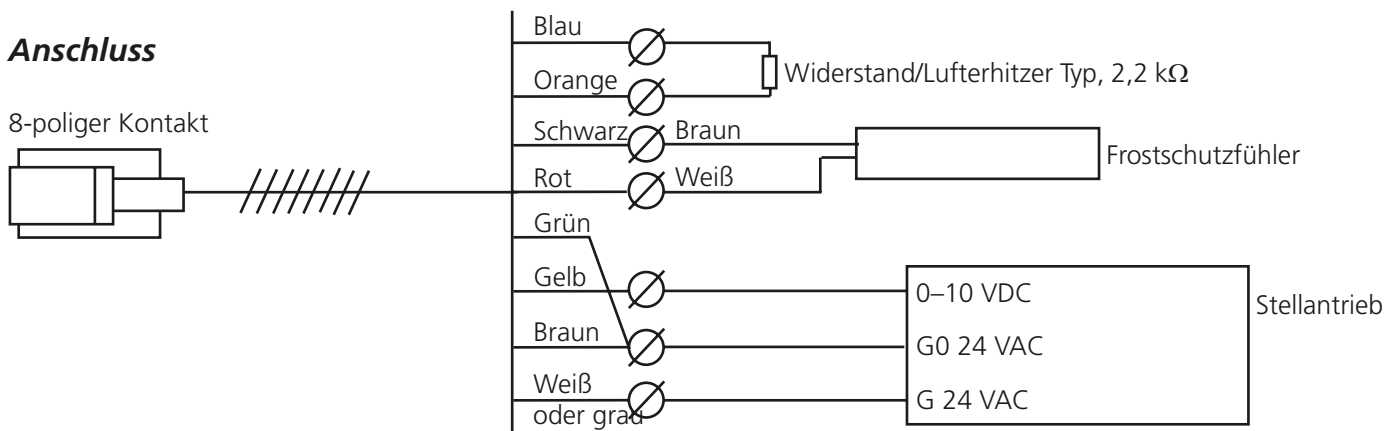 Anschluss
8-poliger Kontakt
Blau
Orange
Widerstand/Lufterhitzer Typ, 2,2 kΩ
Schwarz
Braun
Rot
Weiß
Frostschutzfühler
Grün
Gelb
0–10 VDC
Stellantrieb
Braun
G0 24 VAC
Weiß
oder grau
G 24 VAC